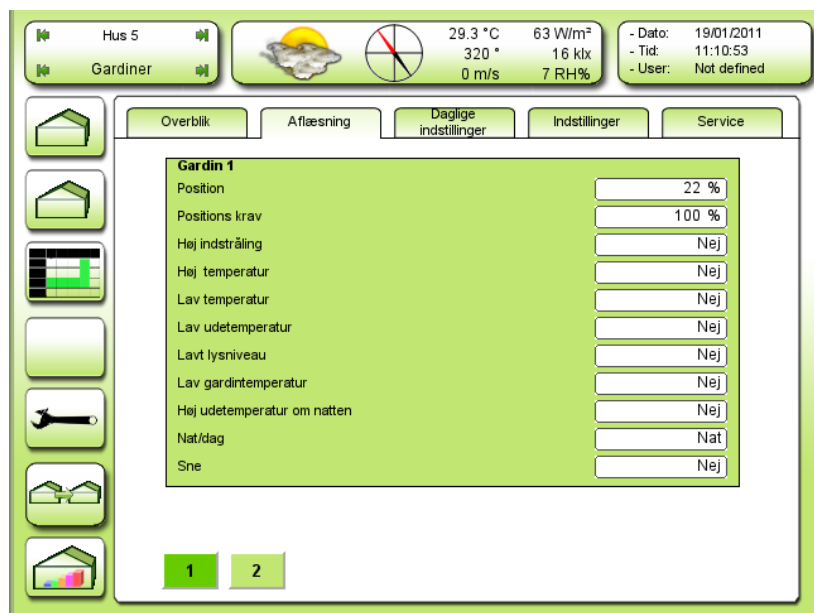 Hus 5
Gardiner
29.3 °C 63 W/m²
320 ° 16 klx
0 m/s 7 RH%
- Dato: 19/01/2011
- Tid: 11:10:53
- User: Not defined
Overblik Aflæsning Daglige indstillinger Indstillinger Service
Gardin 1
Position 22 %
Positions krav 100 %
Høj indstråling Nej
Høj temperatur Nej
Lav temperatur Nej
Lav udetemperatur Nej
Lavt lysniveau Nej
Lav gardintemperatur Nej
Høj udetemperatur om natten Nej
Nat/dag Nat
Sne Nej
1 2